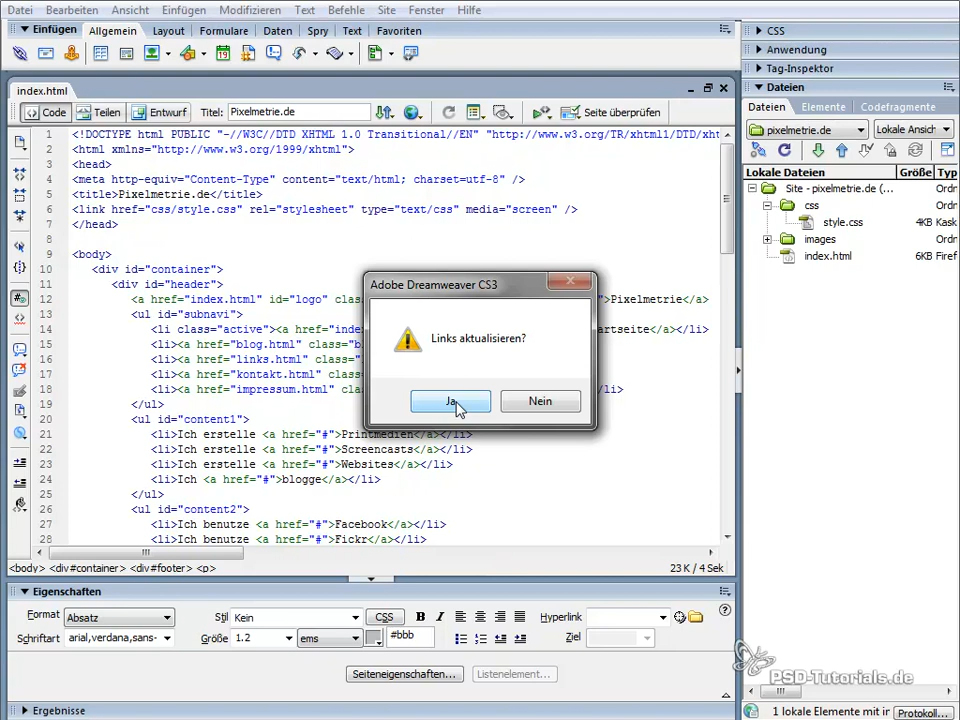 Datei Bearbeiten Ansicht Einfügen Modifizieren Text Befehle Site Fenster Hilfe
Einfügen Allgemein Layout Formulare Daten Spry Text Favoriten
index.html
Code Teilen Entwurf Titel: Pixelmetrie.de Seite überprüfen
1 <!DOCTYPE html PUBLIC "-//W3C//DTD XHTML 1.0 Transitional//EN" "http://www.w3.org/TR/xhtml1/DTD/xht
2 <html xmlns="http://www.w3.org/1999/xhtml">
3 <head>
4 <meta http-equiv="Content-Type" content="text/html; charset=utf-8" />
5 <title>Pixelmetrie.de</title>
6 <link href="css/style.css" rel="stylesheet" type="text/css" media="screen" />
7 </head>
8
9 <body>
10 <div id="container">
11 <div id="header">
12 <a href="index.html" id="logo" clas >Pixelmetrie</a>
13 <ul id="subnavi">
14 <li class="active"><a href="inde artseite</a></li>
15 <li><a href="blog.html" class="b
16 <li><a href="links.html" class="
17 <li><a href="kontakt.html" class
18 <li><a href="impressum.html" cla </li>
19 </ul>
20 <ul id="content1">
21 <li>Ich erstelle <a href="#">Printmedien</a></li>
22 <li>Ich erstelle <a href="#">Screencasts</a></li>
23 <li>Ich erstelle <a href="#">Websites</a></li>
24 <li>Ich <a href="#">blogge</a></li>
25 </ul>
26 <ul id="content2">
27 <li>Ich benutze <a href="#">Facebook</a></li>
28 <li>Ich benutze <a href="#">Fickr</a></li>
<body> <div#container> <div#footer> <p> 23 K / 4 Sek
Adobe Dreamweaver CS3
Links aktualisieren?
Ja Nein
Eigenschaften
Format Absatz Stil Kein CSS B I Hyperlink
Schriftart arial,verdana,sans- Größe 1.2 ems #bbb Ziel
Seiteneigenschaften... Listenelement...
Ergebnisse
CSS
Anwendung
Tag-Inspektor
Dateien
Dateien Elemente Codefragmente
pixelmetrie.de Lokale Ansich
Lokale Dateien Größe Typ
Site - pixelmetrie.de (... Ordn
css Ordn
style.css 4KB Kask
images Ordn
index.html 6KB Firef
PSD-Tutorials.de
1 lokale Elemente mit ir Protokoll...